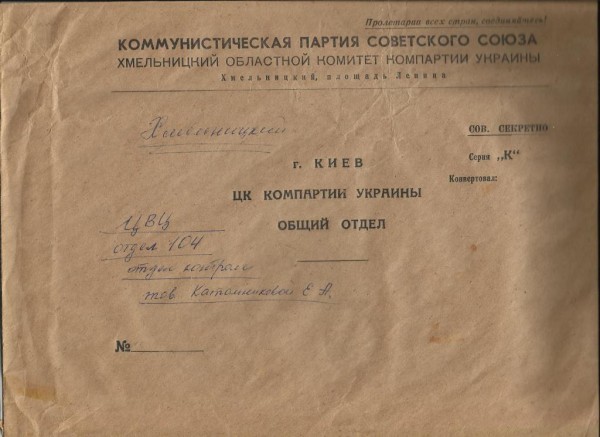 Пролетарии всех стран, соединяйтесь!
КОММУНИСТИЧЕСКАЯ ПАРТИЯ СОВЕТСКОГО СОЮЗА
ХМЕЛЬНИЦКИЙ ОБЛАСТНОЙ КОМИТЕТ КОМПАРТИИ УКРАИНЫ
Хмельницкий, площадь Ленина
Хмельницкий
СОВ. СЕКРЕТНО
Серия „К“
Конвертовал:
г. КИЕВ
ЦК КОМПАРТИИ УКРАИНЫ
ОБЩИЙ ОТДЕЛ
ЦВЦ
отдел 104
отдел контроля
тов Е А.
№